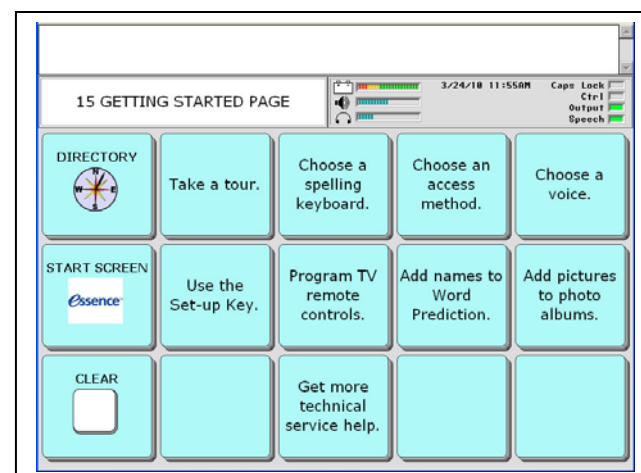 3/24/10 11:55AM
Caps Lock
Ctrl
Output
Speech
15 GETTING STARTED PAGE
DIRECTORY
N
W E
S
Take a tour.
Choose a
spelling
keyboard.
Choose an
access
method.
Choose a
voice.
START SCREEN
essence
Use the
Set-up Key.
Program TV
remote
controls.
Add names to
Word
Prediction.
Add pictures
to photo
albums.
CLEAR
Get more
technical
service help.